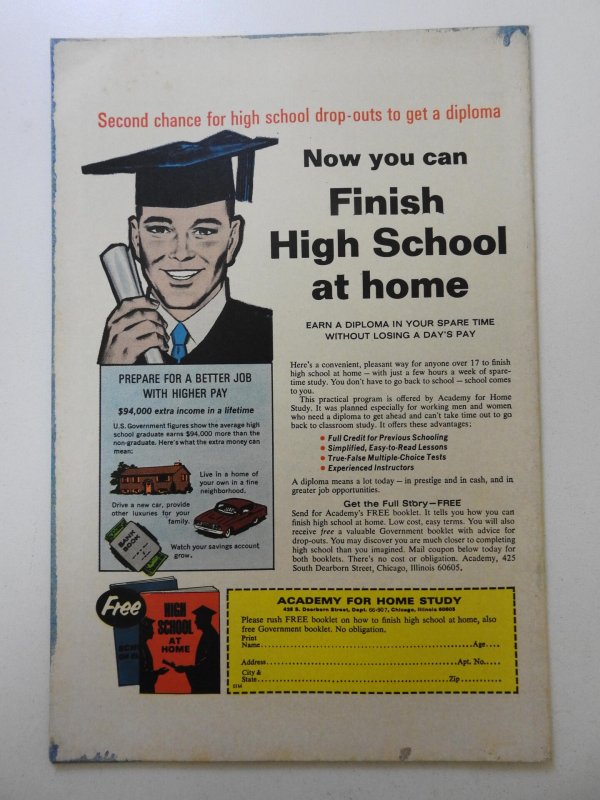 Second chance for high school drop-outs to get a diploma
Now you can
Finish
High School
at home
EARN A DIPLOMA IN YOUR SPARE TIME
WITHOUT LOSING A DAY'S PAY
PREPARE FOR A BETTER JOB
WITH HIGHER PAY
$94,000 extra income in a lifetime
U.S. Government figures show the average high
school graduate earns $94,000 more than the
non-graduate. Here's what the extra money can
mean:
Live in a home of
your own in a fine
neighborhood.
Drive a new car, provide
other luxuries for your
family.
BANK
BOOK
Watch your savings account
grow.
Here's a convenient, pleasant way for anyone over 17 to finish
high school at home — with just a few hours a week of spare-
time study. You don't have to go back to school — school comes
to you.
This practical program is offered by Academy for Home
Study. It was planned especially for working men and women
who need a diploma to get ahead and can't take time out to go
back to classroom study. It offers these advantages:
• Full Credit for Previous Schooling
• Simplified, Easy-to-Read Lessons
• True-False Multiple-Choice Tests
• Experienced Instructors
A diploma means a lot today — in prestige and in cash, and in
greater job opportunities.
Get the Full Story—FREE
Send for Academy's FREE booklet. It tells you how you can
finish high school at home. Low cost, easy terms. You will also
receive free a valuable Government booklet with advice for
drop-outs. You may discover you are much closer to completing
high school than you imagined. Mail coupon below today for
both booklets. There's no cost or obligation. Academy, 425
South Dearborn Street, Chicago, Illinois 60605.
Free
HIGH
SCHOOL
AT
HOME
ACADEMY FOR HOME STUDY
425 S. Dearborn Street, Dept. 66-907, Chicago, Illinois 60605
Please rush FREE booklet on how to finish high school at home, also
free Government booklet. No obligation.
Print
Name Age
Address Apt. No.
City &
State Zip